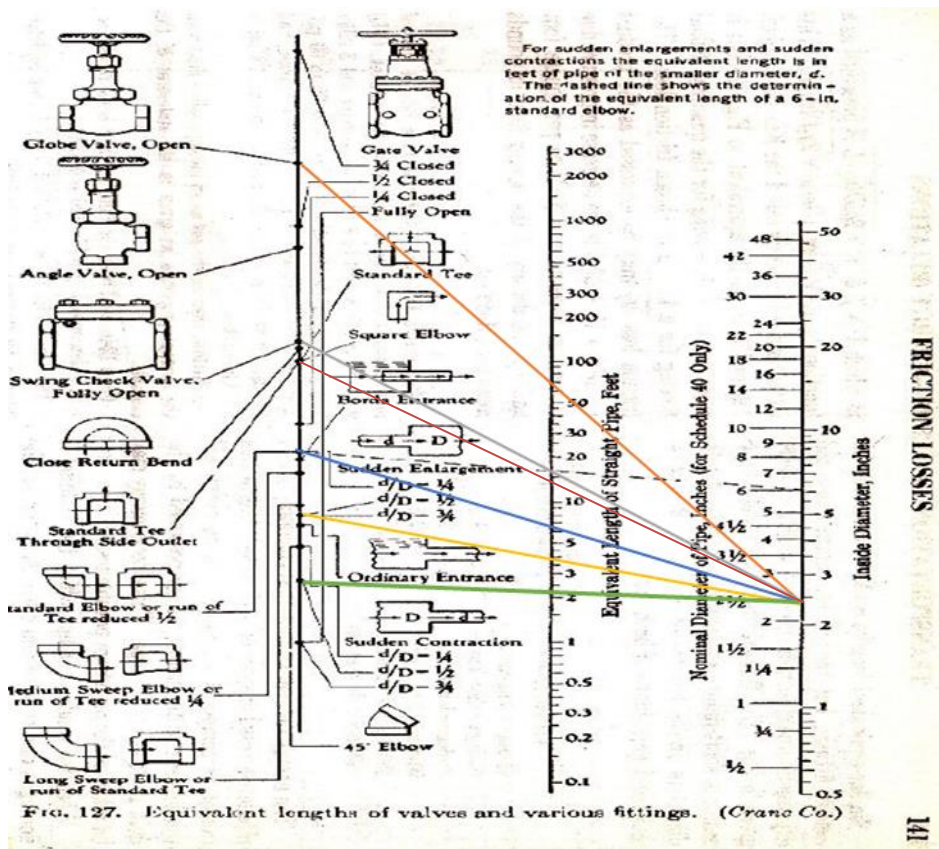 For sudden enlargements and sudden
contractions the equivalent length is in
feet of pipe of the smaller diameter, d.
The dashed line shows the determin-
ation of the equivalent length of a 6-in.
standard elbow.
Globe Valve, Open
Gate Valve
¾ Closed
½ Closed
¼ Closed
Fully Open
Angle Valve, Open
Standard Tee
Square Elbow
Swing Check Valve,
Fully Open
Borda Entrance
Close Return Bend
d
D
Sudden Enlargement
d/D-¼
d/D-½
d/D-¾
Standard Tee
Through Side Outlet
Ordinary Entrance
Standard Elbow or run of
Tee reduced ½
D
d
Sudden Contraction
d/D-¼
d/D-½
d/D-¾
Medium Sweep Elbow or
run of Tee reduced ¼
45° Elbow
Long Sweep Elbow or
run of Standard Tee
3000
2000
1000
500
300
200
100
50
30
20
10
5
3
2
1
0.5
0.3
0.2
0.1
Equivalent Length of Straight Pipe, Feet
48
42
36
30
24
22
20
18
16
14
12
10
9
8
7
6
5
4½
4
3½
3
2½
2
1½
1¼
1
¾
½
Nominal Diameter of Pipe, Inches (for Schedule 40 Only)
50
30
20
10
5
3
2
1
0.5
Inside Diameter, Inches
FRICTION LOSSES
141
FIG. 127. Equivalent lengths of valves and various fittings. (Crane Co.)